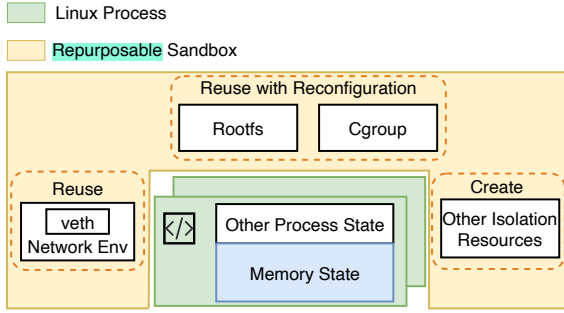 Linux Process
Repurposable Sandbox
Reuse with Reconfiguration
Rootfs
Cgroup
Reuse
veth
Network Env
</>
Other Process State
Memory State
Create
Other Isolation
Resources